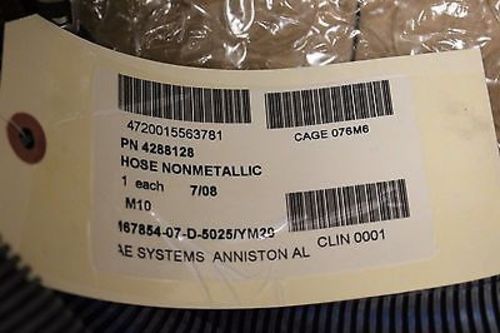 4720015563781
CAGE 076M6
PN 4288128
HOSE NONMETALLIC
1 each 7/08
M10
167854-07-D-5025/YM29
CLIN 0001
AE SYSTEMS ANNISTON AL